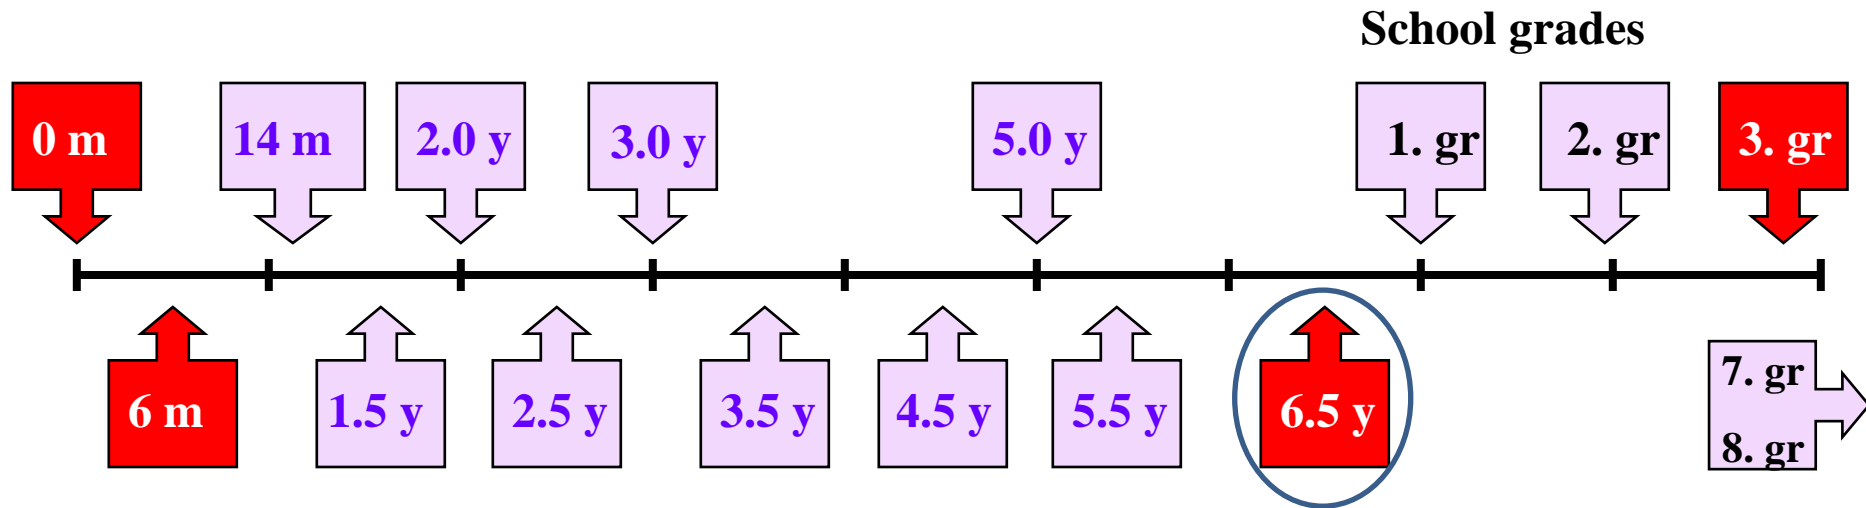 School grades
0 m
14 m
2.0 y
3.0 y
5.0 y
1. gr
2. gr
3. gr
6 m
1.5 y
2.5 y
3.5 y
4.5 y
5.5 y
6.5 y
7. gr
8. gr